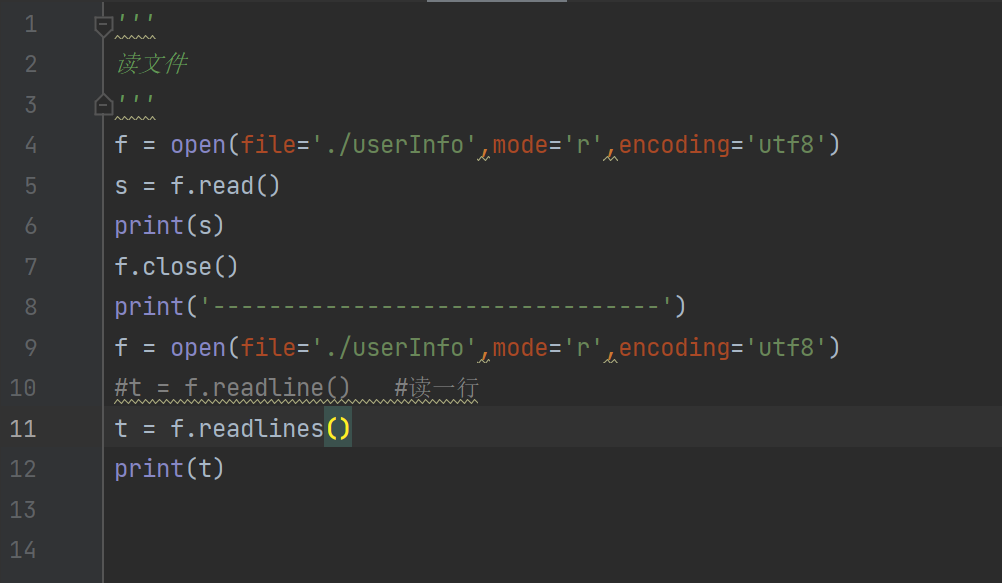 1 '''
2 读文件
3 '''
4 f = open(file='./userInfo',mode='r',encoding='utf8')
5 s = f.read()
6 print(s)
7 f.close()
8 print('--------------------------------')
9 f = open(file='./userInfo',mode='r',encoding='utf8')
10 #t = f.readline()   #读一行
11 t = f.readlines()
12 print(t)
13
14